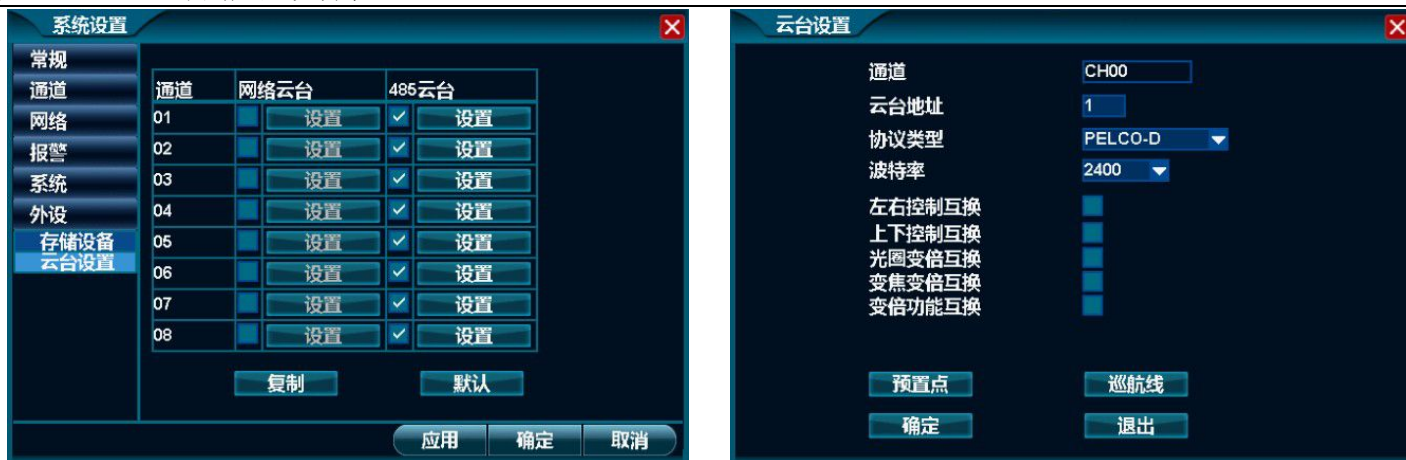 系统设置
常规
通道
网络
报警
系统
外设
存储设备
云台设置
通道 网络云台 485云台
01 设置 设置
02 设置 设置
03 设置 设置
04 设置 设置
05 设置 设置
06 设置 设置
07 设置 设置
08 设置 设置
复制 默认
应用 确定 取消
云台设置
通道 CH00
云台地址 1
协议类型 PELCO-D
波特率 2400
左右控制互换
上下控制互换
光圈变倍互换
变焦变倍互换
变倍功能互换
预置点 巡航线
确定 退出